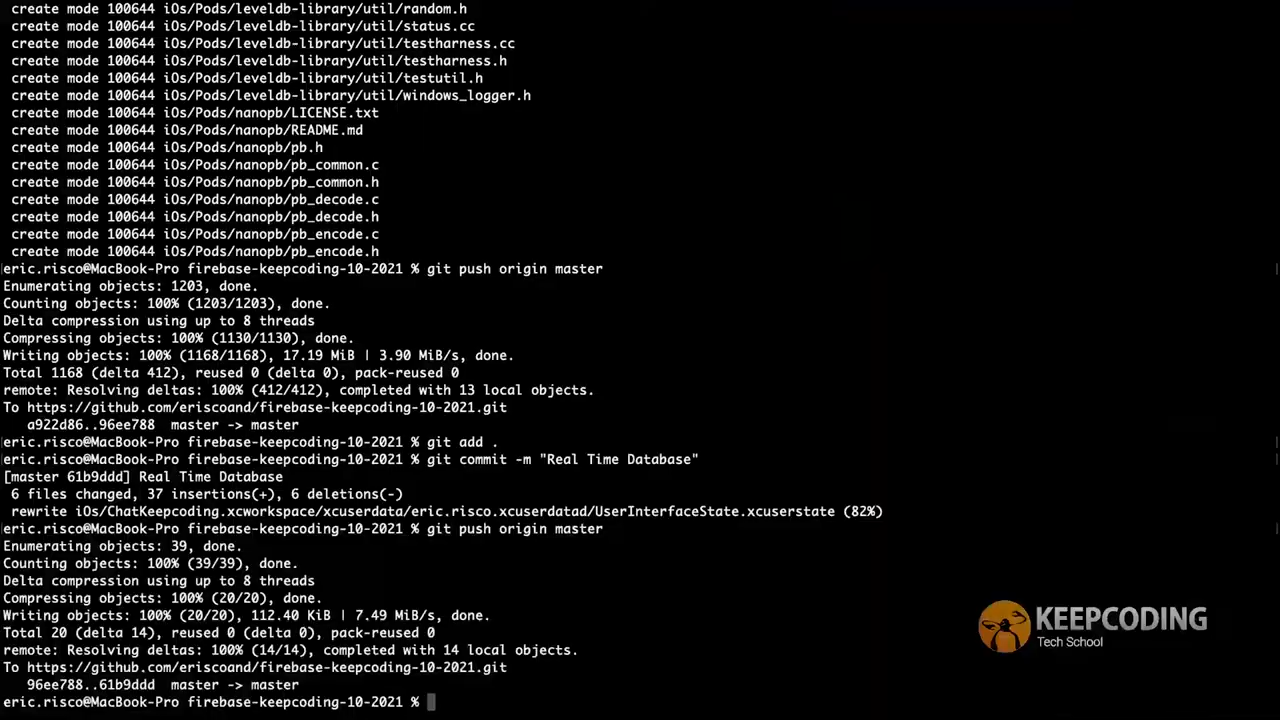 create mode 100644 iOs/Pods/leveldb-library/util/random.h
create mode 100644 iOs/Pods/leveldb-library/util/status.cc
create mode 100644 iOs/Pods/leveldb-library/util/testharness.cc
create mode 100644 iOs/Pods/leveldb-library/util/testharness.h
create mode 100644 iOs/Pods/leveldb-library/util/testutil.h
create mode 100644 iOs/Pods/leveldb-library/util/windows_logger.h
create mode 100644 iOs/Pods/nanopb/LICENSE.txt
create mode 100644 iOs/Pods/nanopb/README.md
create mode 100644 iOs/Pods/nanopb/pb.h
create mode 100644 iOs/Pods/nanopb/pb_common.c
create mode 100644 iOs/Pods/nanopb/pb_common.h
create mode 100644 iOs/Pods/nanopb/pb_decode.c
create mode 100644 iOs/Pods/nanopb/pb_decode.h
create mode 100644 iOs/Pods/nanopb/pb_encode.c
create mode 100644 iOs/Pods/nanopb/pb_encode.h
eric.risco@MacBook-Pro firebase-keepcoding-10-2021 % git push origin master
Enumerating objects: 1203, done.
Counting objects: 100% (1203/1203), done.
Delta compression using up to 8 threads
Compressing objects: 100% (1130/1130), done.
Writing objects: 100% (1168/1168), 17.19 MiB | 3.90 MiB/s, done.
Total 1168 (delta 412), reused 0 (delta 0), pack-reused 0
remote: Resolving deltas: 100% (412/412), completed with 13 local objects.
To https://github.com/eriscoand/firebase-keepcoding-10-2021.git
a922d86..96ee788  master -> master
eric.risco@MacBook-Pro firebase-keepcoding-10-2021 % git add .
eric.risco@MacBook-Pro firebase-keepcoding-10-2021 % git commit -m "Real Time Database"
[master 61b9ddd] Real Time Database
6 files changed, 37 insertions(+), 6 deletions(-)
rewrite iOs/ChatKeepcoding.xcworkspace/xcuserdata/eric.risco.xcuserdatad/UserInterfaceState.xcuserstate (82%)
eric.risco@MacBook-Pro firebase-keepcoding-10-2021 % git push origin master
Enumerating objects: 39, done.
Counting objects: 100% (39/39), done.
Delta compression using up to 8 threads
Compressing objects: 100% (20/20), done.
Writing objects: 100% (20/20), 112.40 KiB | 7.49 MiB/s, done.
Total 20 (delta 14), reused 0 (delta 0), pack-reused 0
remote: Resolving deltas: 100% (14/14), completed with 14 local objects.
To https://github.com/eriscoand/firebase-keepcoding-10-2021.git
96ee788..61b9ddd  master -> master
eric.risco@MacBook-Pro firebase-keepcoding-10-2021 %
KEEPCODING
Tech School